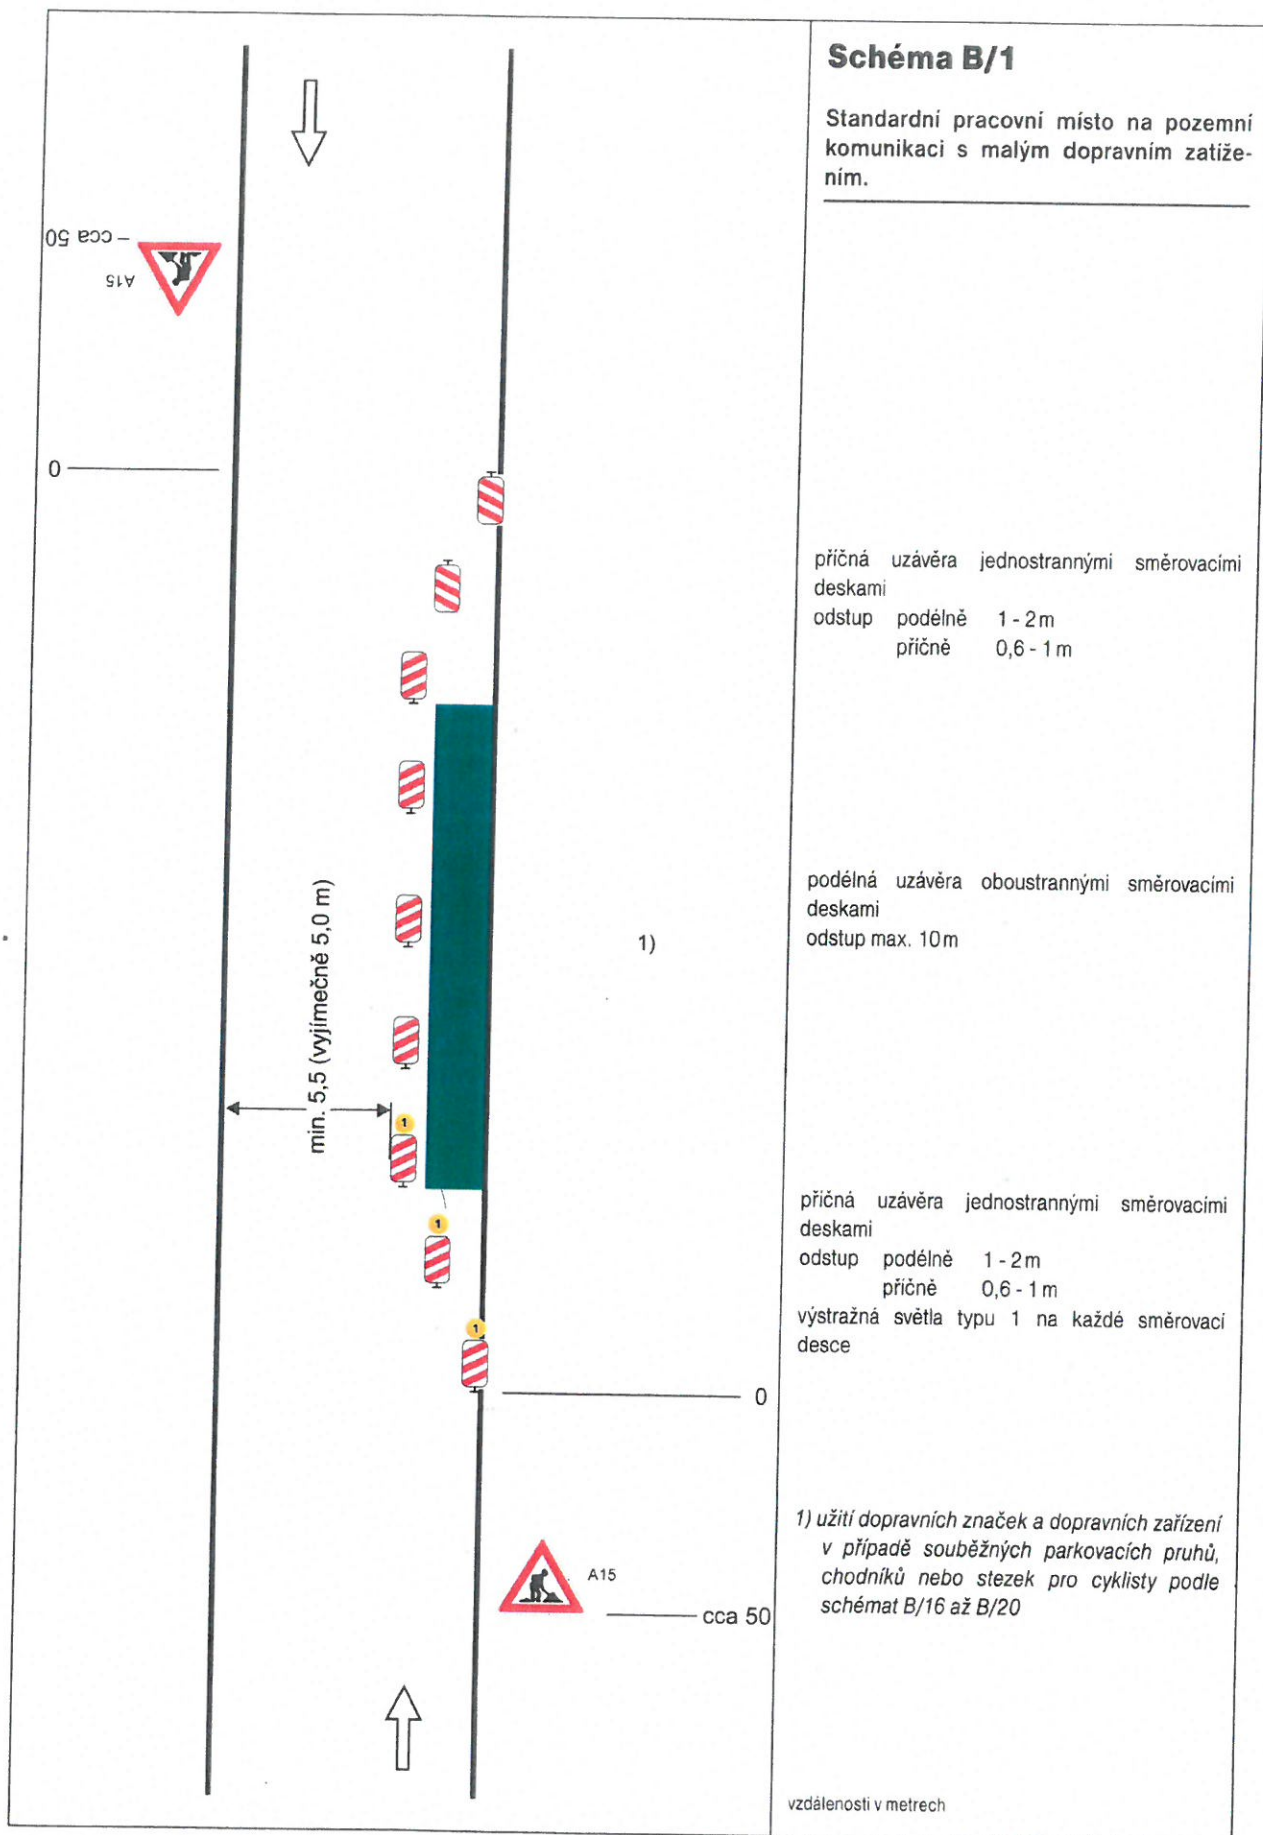 Schéma B/1
Standardní pracovní místo na pozemní
komunikaci s malým dopravním zatíže-
ním.
cca 50
A15
0
příčná uzávěra jednostrannými směrovacími
deskami
odstup podélně 1 - 2 m
příčně 0,6 - 1 m
podélná uzávěra oboustrannými směrovacími
deskami
odstup max. 10 m
1)
min. 5,5 (vyjímečně 5,0 m)
1
1
1
příčná uzávěra jednostrannými směrovacími
deskami
odstup podélně 1 - 2 m
příčně 0,6 - 1 m
výstražná světla typu 1 na každé směrovací
desce
0
A15
cca 50
1) užití dopravních značek a dopravních zařízení
v případě souběžných parkovacích pruhů,
chodníků nebo stezek pro cyklisty podle
schémat B/16 až B/20
vzdálenosti v metrech